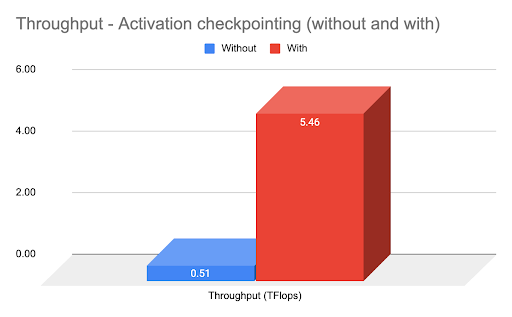 Throughput - Activation checkpointing (without and with)
Without With
6.00
4.00
2.00
0.00
5.46
0.51
Throughput (TFlops)